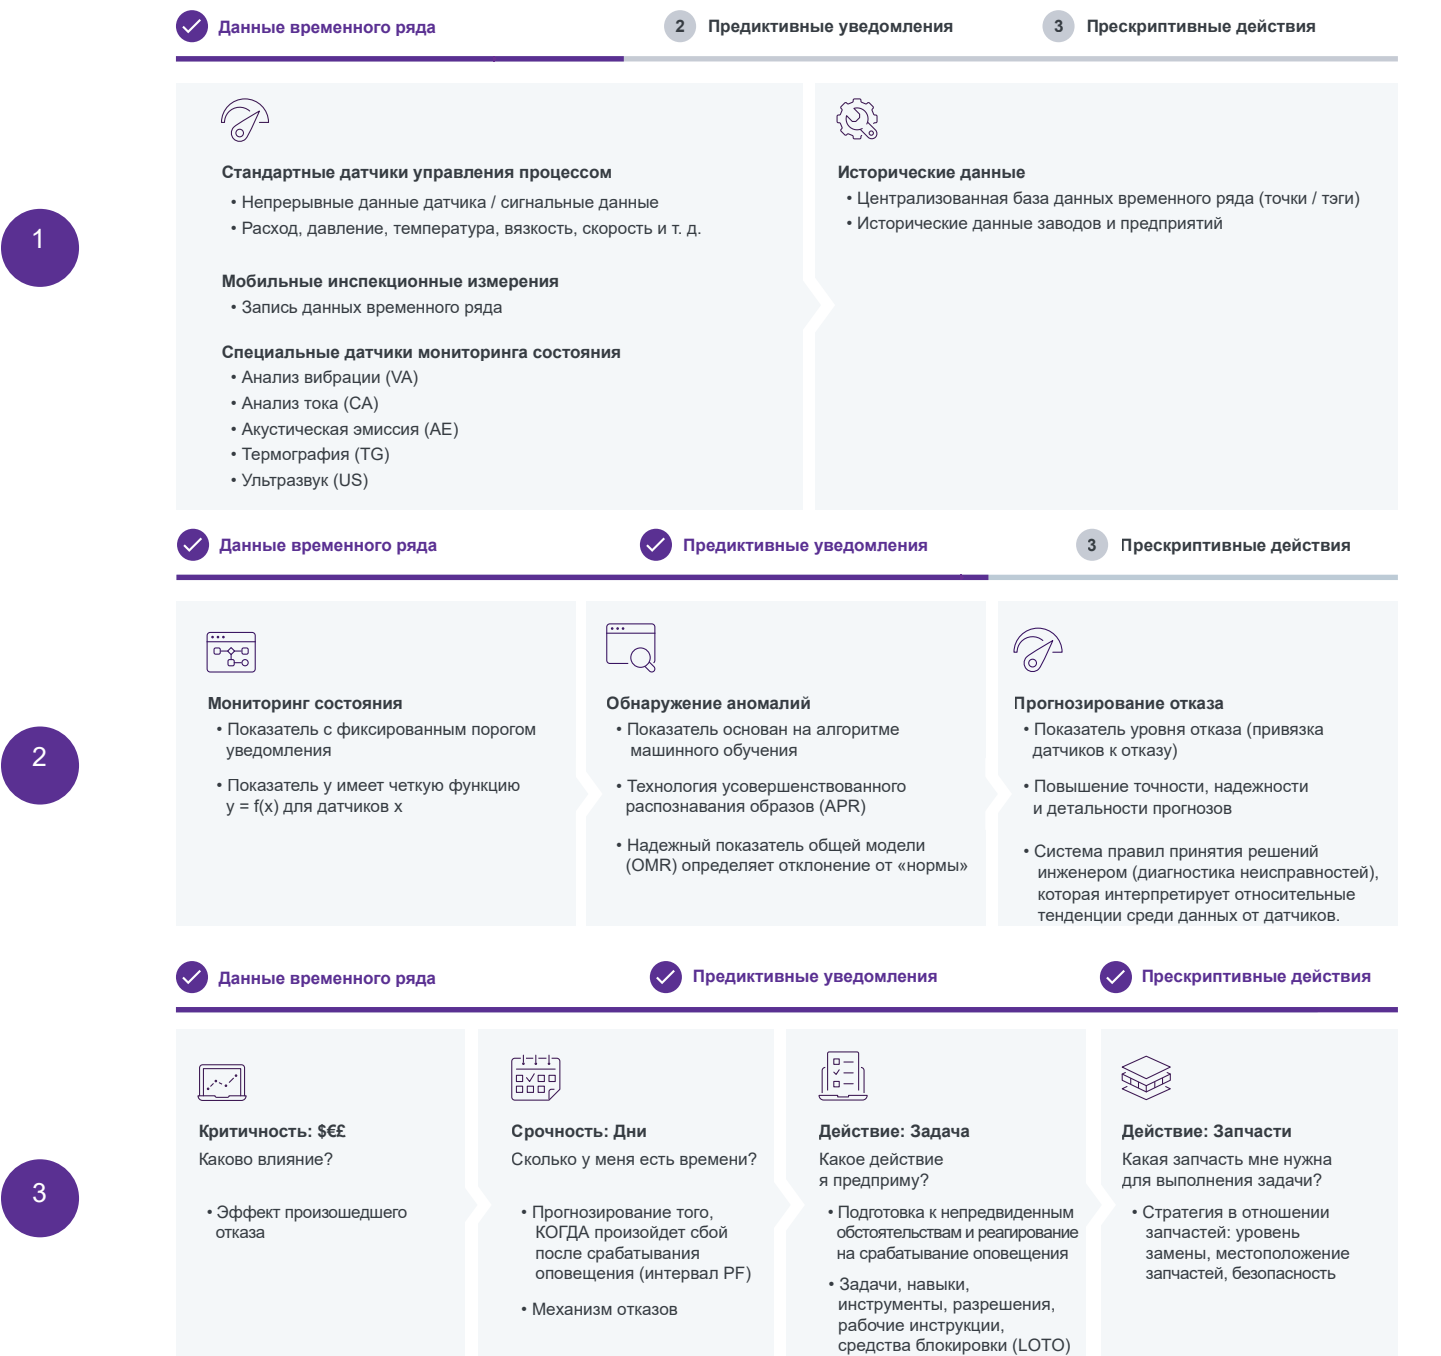 Данные временного ряда
2 Предиктивные уведомления
3 Прескриптивные действия
1
Стандартные датчики управления процессом
• Непрерывные данные датчика / сигнальные данные
• Расход, давление, температура, вязкость, скорость и т. д.
Мобильные инспекционные измерения
• Запись данных временного ряда
Специальные датчики мониторинга состояния
• Анализ вибрации (VA)
• Анализ тока (CA)
• Акустическая эмиссия (AE)
• Термография (TG)
• Ультразвук (US)
Исторические данные
• Централизованная база данных временного ряда (точки / тэги)
• Исторические данные заводов и предприятий
Данные временного ряда
Предиктивные уведомления
3 Прескриптивные действия
2
Мониторинг состояния
• Показатель с фиксированным порогом
уведомления
• Показатель y имеет четкую функцию
y = f(x) для датчиков x
Обнаружение аномалий
• Показатель основан на алгоритме
машинного обучения
• Технология усовершенствованного
распознавания образов (APR)
• Надежный показатель общей модели
(OMR) определяет отклонение от «нормы»
Прогнозирование отказа
• Показатель уровня отказа (привязка
датчиков к отказу)
• Повышение точности, надежности
и детальности прогнозов
• Система правил принятия решений
инженером (диагностика неисправностей),
которая интерпретирует относительные
тенденции среди данных от датчиков.
Данные временного ряда
Предиктивные уведомления
Прескриптивные действия
3
Критичность: $€£
Каково влияние?
• Эффект произошедшего
отказа
Срочность: Дни
Сколько у меня есть времени?
• Прогнозирование того,
КОГДА произойдет сбой
после срабатывания
оповещения (интервал PF)
• Механизм отказов
Действие: Задача
Какое действие
я предприму?
• Подготовка к непредвиденным
обстоятельствам и реагирование
на срабатывание оповещения
• Задачи, навыки,
инструменты, разрешения,
рабочие инструкции,
средства блокировки (LOTO)
Действие: Запчасти
Какая запчасть мне нужна
для выполнения задачи?
• Стратегия в отношении
запчастей: уровень
замены, местоположение
запчастей, безопасность